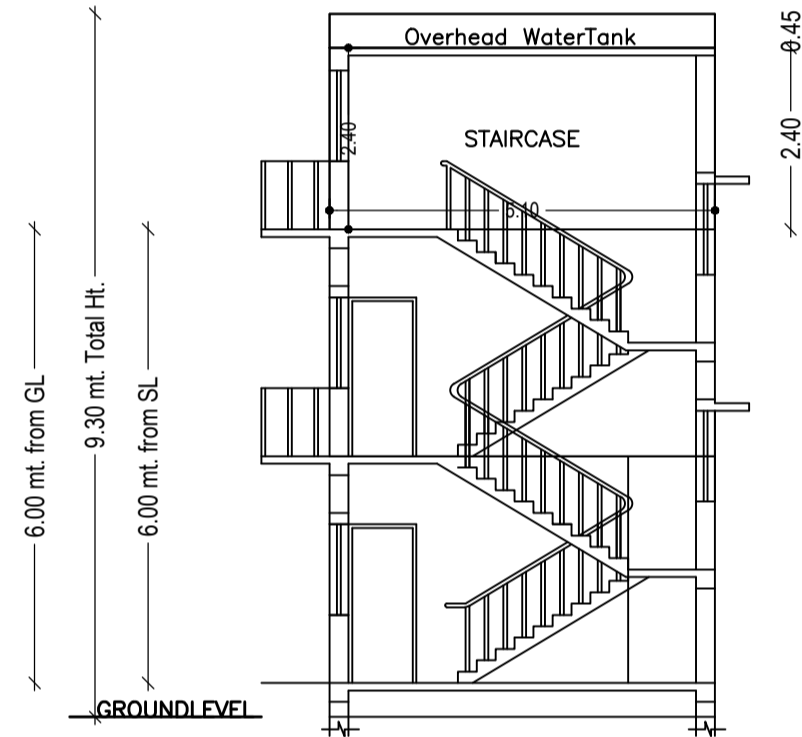 Overhead WaterTank
0.45
2.40
2.40
STAIRCASE
5.10
6.00 mt. from GL
9.30 mt. Total Ht.
6.00 mt. from SL
GROUNDLEVEL